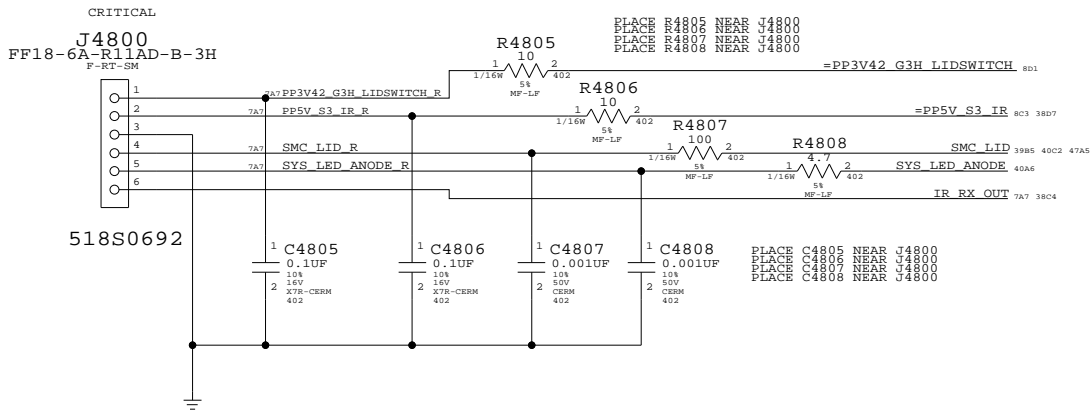 CRITICAL
J4800
FF18-6A-R11AD-B-3H
F-RT-SM
PLACE R4805 NEAR J4800
PLACE R4806 NEAR J4800
PLACE R4807 NEAR J4800
PLACE R4808 NEAR J4800
R4805
10
1 2
1/16W 402
5%
MF-LF
=PP3V42_G3H_LIDSWITCH 8D1
R4806
10
1 2
1/16W 402
5%
MF-LF
=PP5V_S3_IR 8C3 38D7
R4807
100
1 2
1/16W 402
5%
MF-LF
SMC_LID 39B5 40C2 47A5
R4808
4.7
1 2
1/16W 402
5%
MF-LF
SYS_LED_ANODE 40A6
IR_RX_OUT 7A7 38C4
1 7A7 PP3V42_G3H_LIDSWITCH_R
2 7A7 PP5V_S3_IR_R
3
4 7A7 SMC_LID_R
5 7A7 SYS_LED_ANODE_R
6
518S0692
1 C4805
0.1UF
10%
16V
2 X7R-CERM
402
1 C4806
0.1UF
10%
16V
2 X7R-CERM
402
1 C4807
0.001UF
10%
50V
2 CERM
402
1 C4808
0.001UF
10%
50V
2 CERM
402
PLACE C4805 NEAR J4800
PLACE C4806 NEAR J4800
PLACE C4807 NEAR J4800
PLACE C4808 NEAR J4800